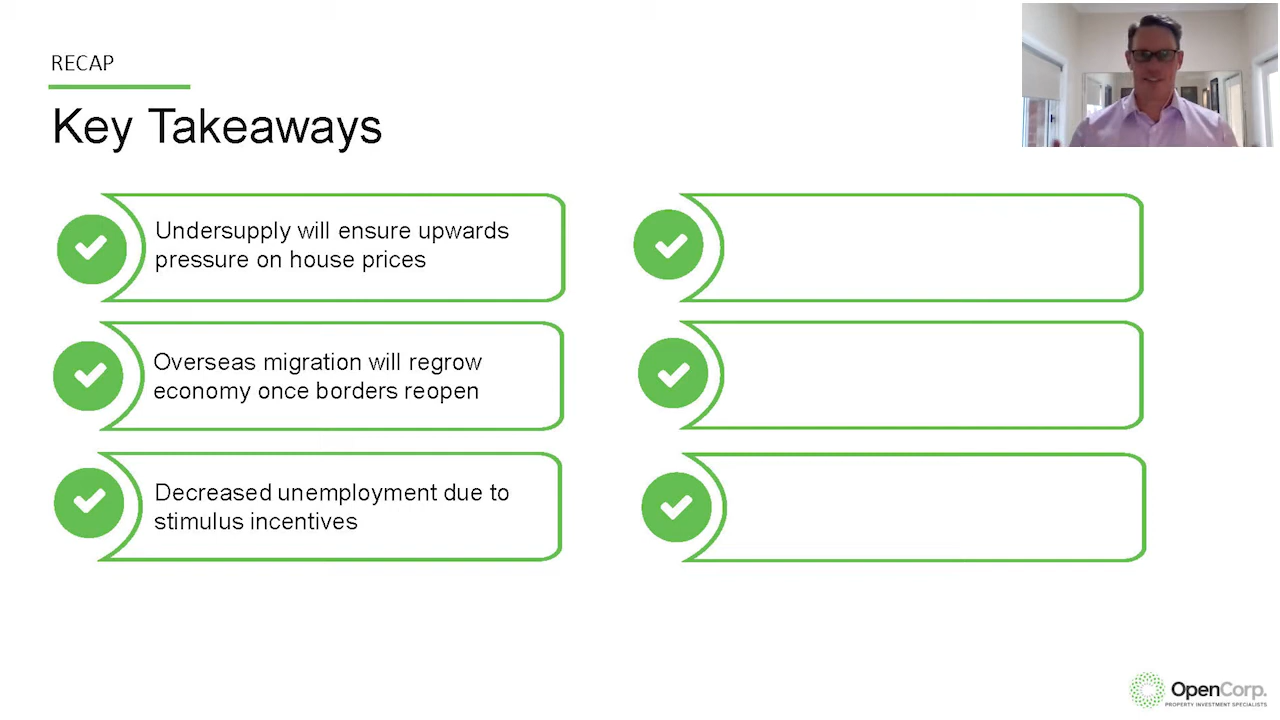 RECAP
Key Takeaways
Undersupply will ensure upwards
pressure on house prices
Overseas migration will regrow
economy once borders reopen
Decreased unemployment due to
stimulus incentives
OpenCorp.
PROPERTY INVESTMENT SPECIALISTS